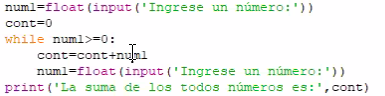 num1=float(input('Ingrese un número:'))
cont=0
while num1>=0:
    cont=cont+num1
    num1=float(input('Ingrese un número:'))
print('La suma de los todos números es:',cont)